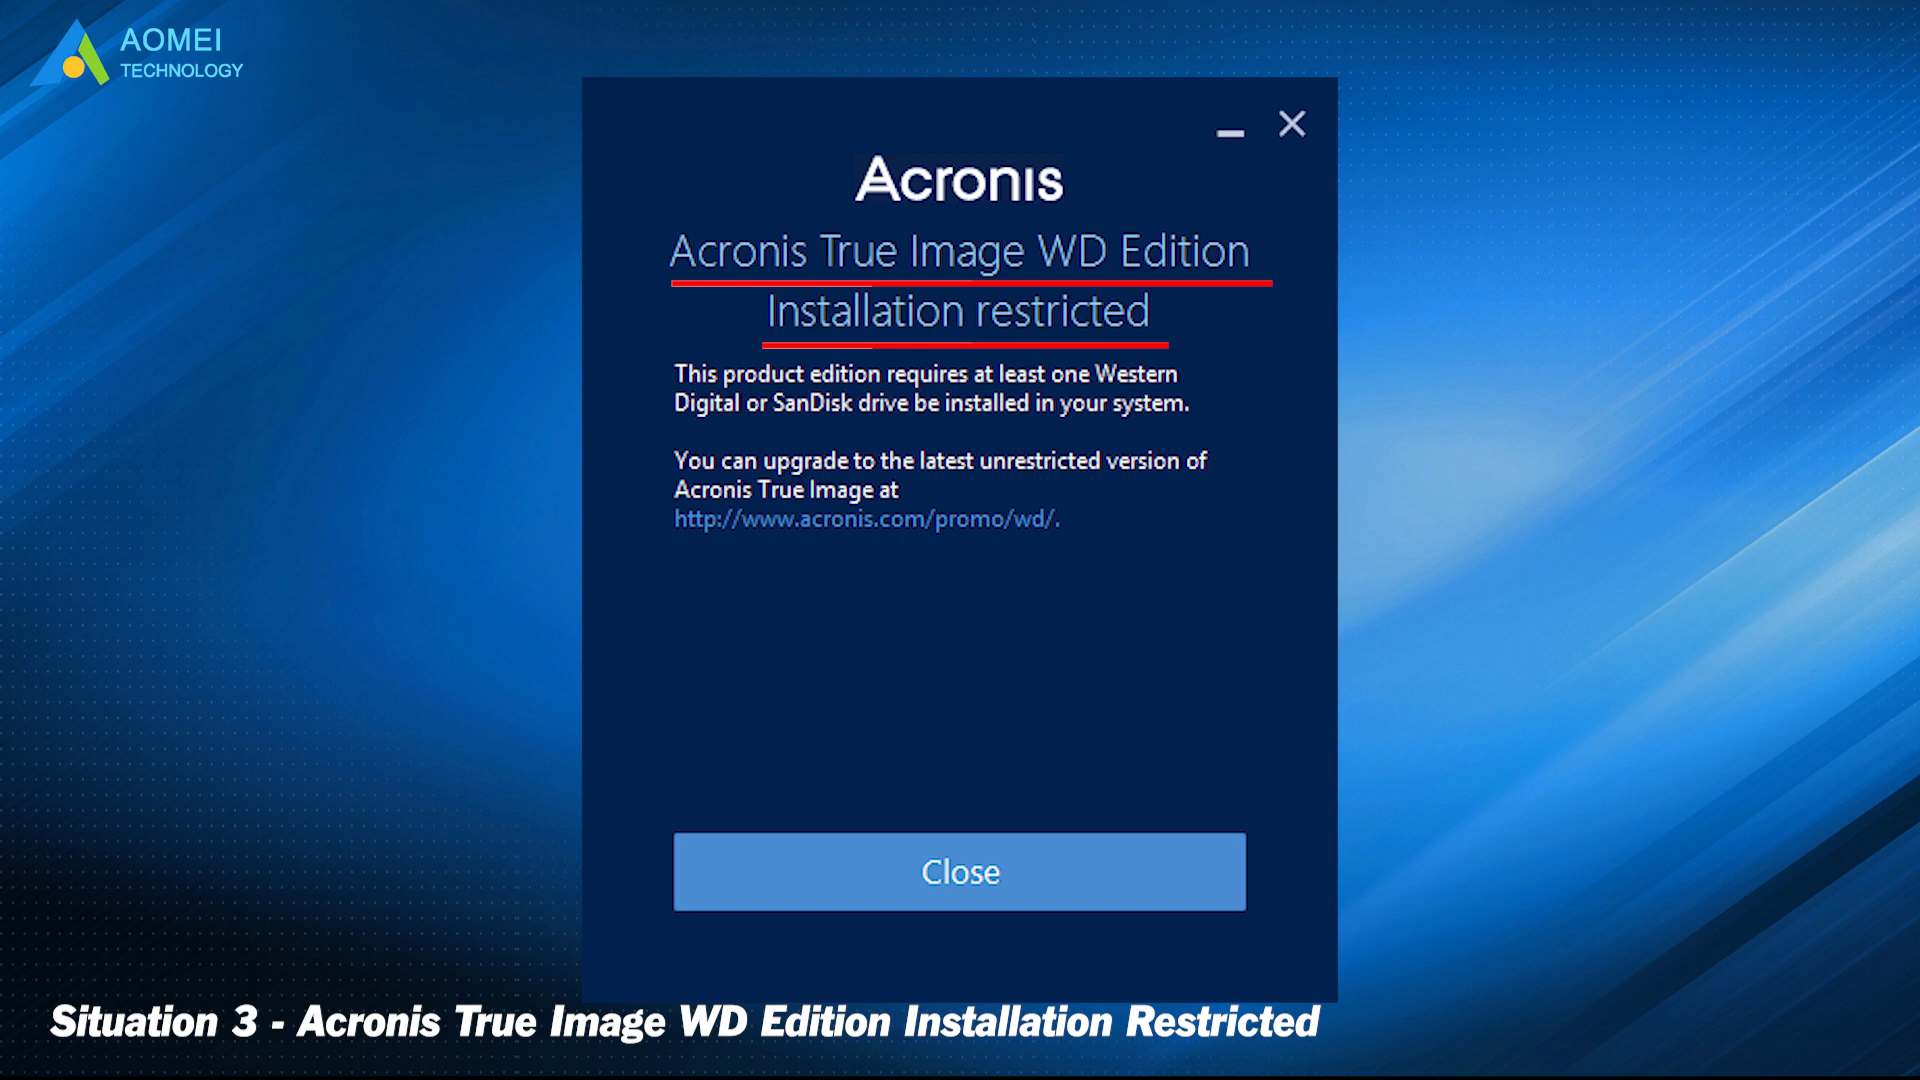 AOMEI
TECHNOLOGY
Acronis
Acronis True Image WD Edition
Installation restricted
This product edition requires at least one Western
Digital or SanDisk drive be installed in your system.
You can upgrade to the latest unrestricted version of
Acronis True Image at
http://www.acronis.com/promo/wd/.
Close
Situation 3 - Acronis True Image WD Edition Installation Restricted